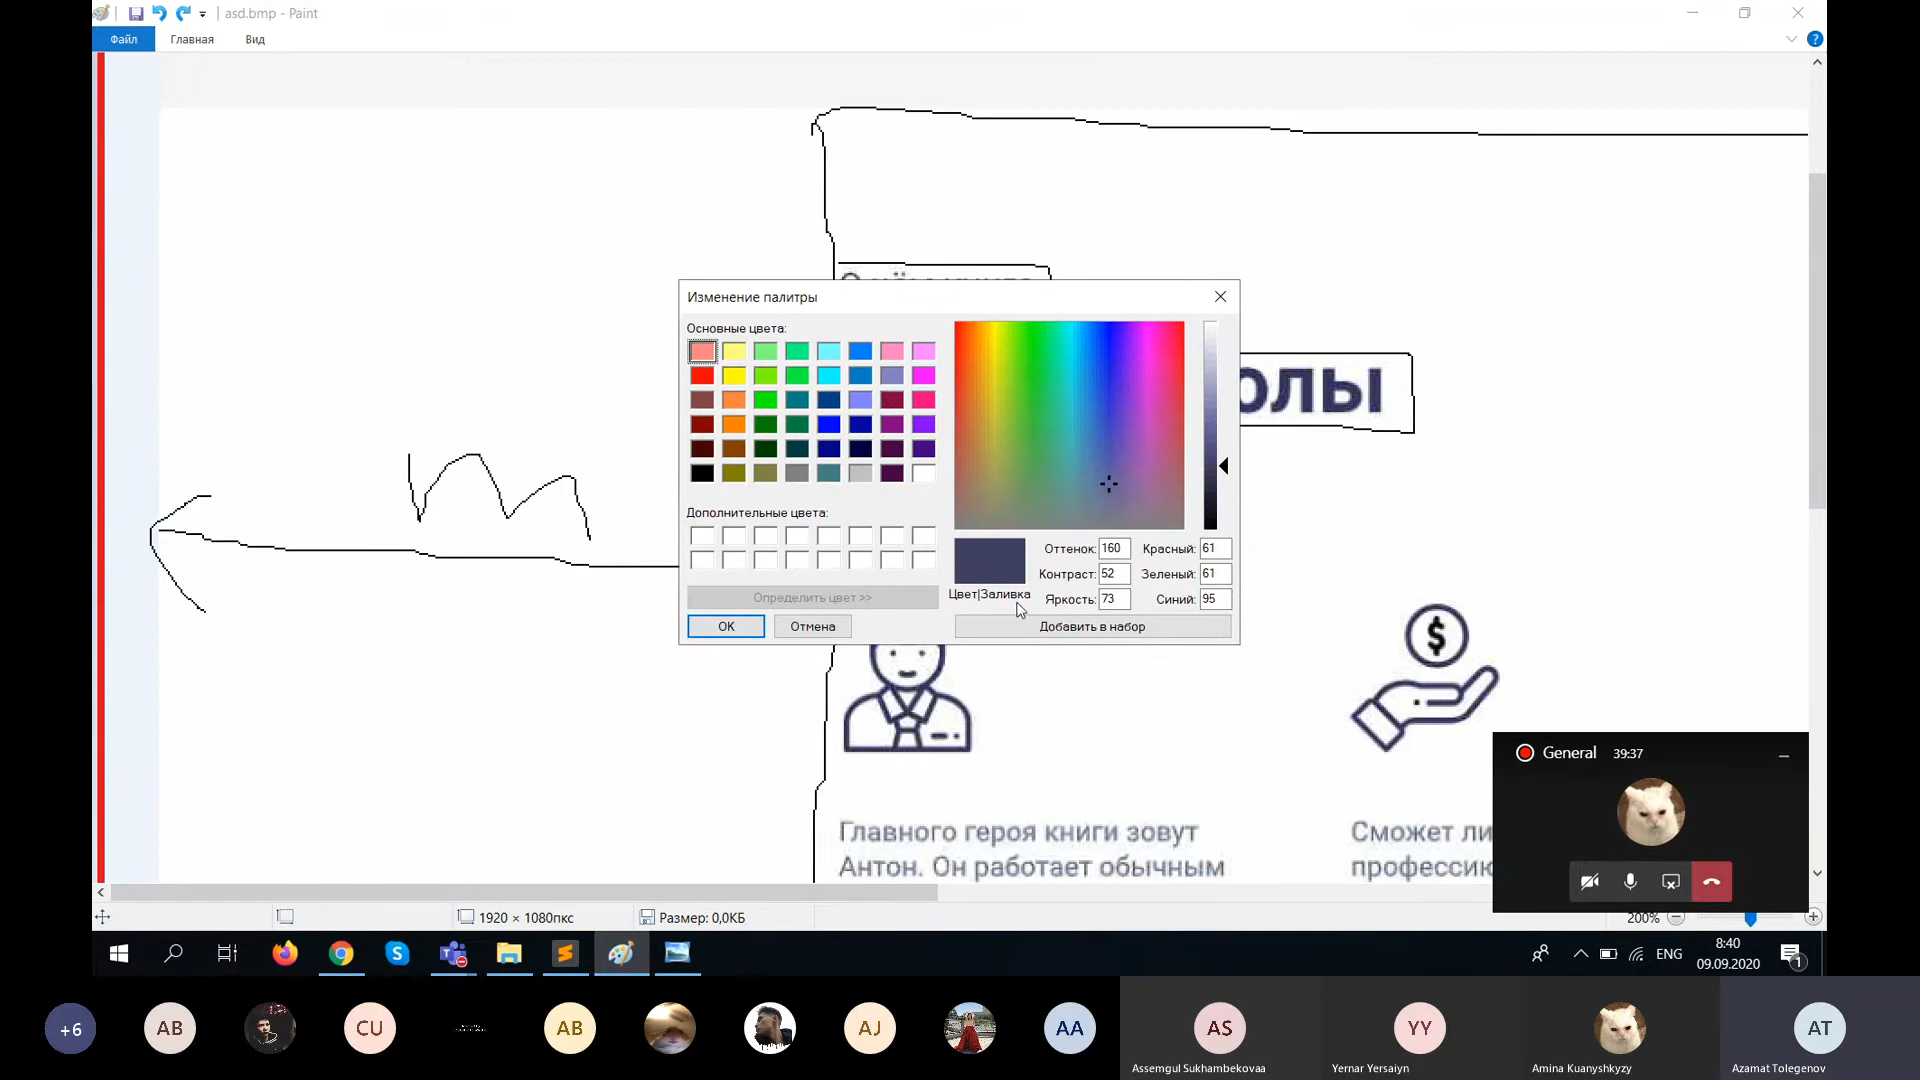 asd.bmp - Paint
Файл Главная Вид
олы
Изменение палитры
Основные цвета:
Дополнительные цвета:
Определить цвет >>
OK Отмена
Цвет|Заливка
Оттенок: 160 Красный: 61
Контраст: 52 Зеленый: 61
Яркость: 73 Синий: 95
Добавить в набор
Главного героя книги зовут
Антон. Он работает обычным
Сможет ли
профессию
General 39:37
1920 × 1080пкс
Размер: 0,0КБ
200%
ENG
8:40
09.09.2020
1
+6
AB
CU
AB
AJ
AA
AS
Assemgul Sukhambekovaa
YY
Yernar Yersaiyn
Amina Kuanyshkyzy
AT
Azamat Tolegenov